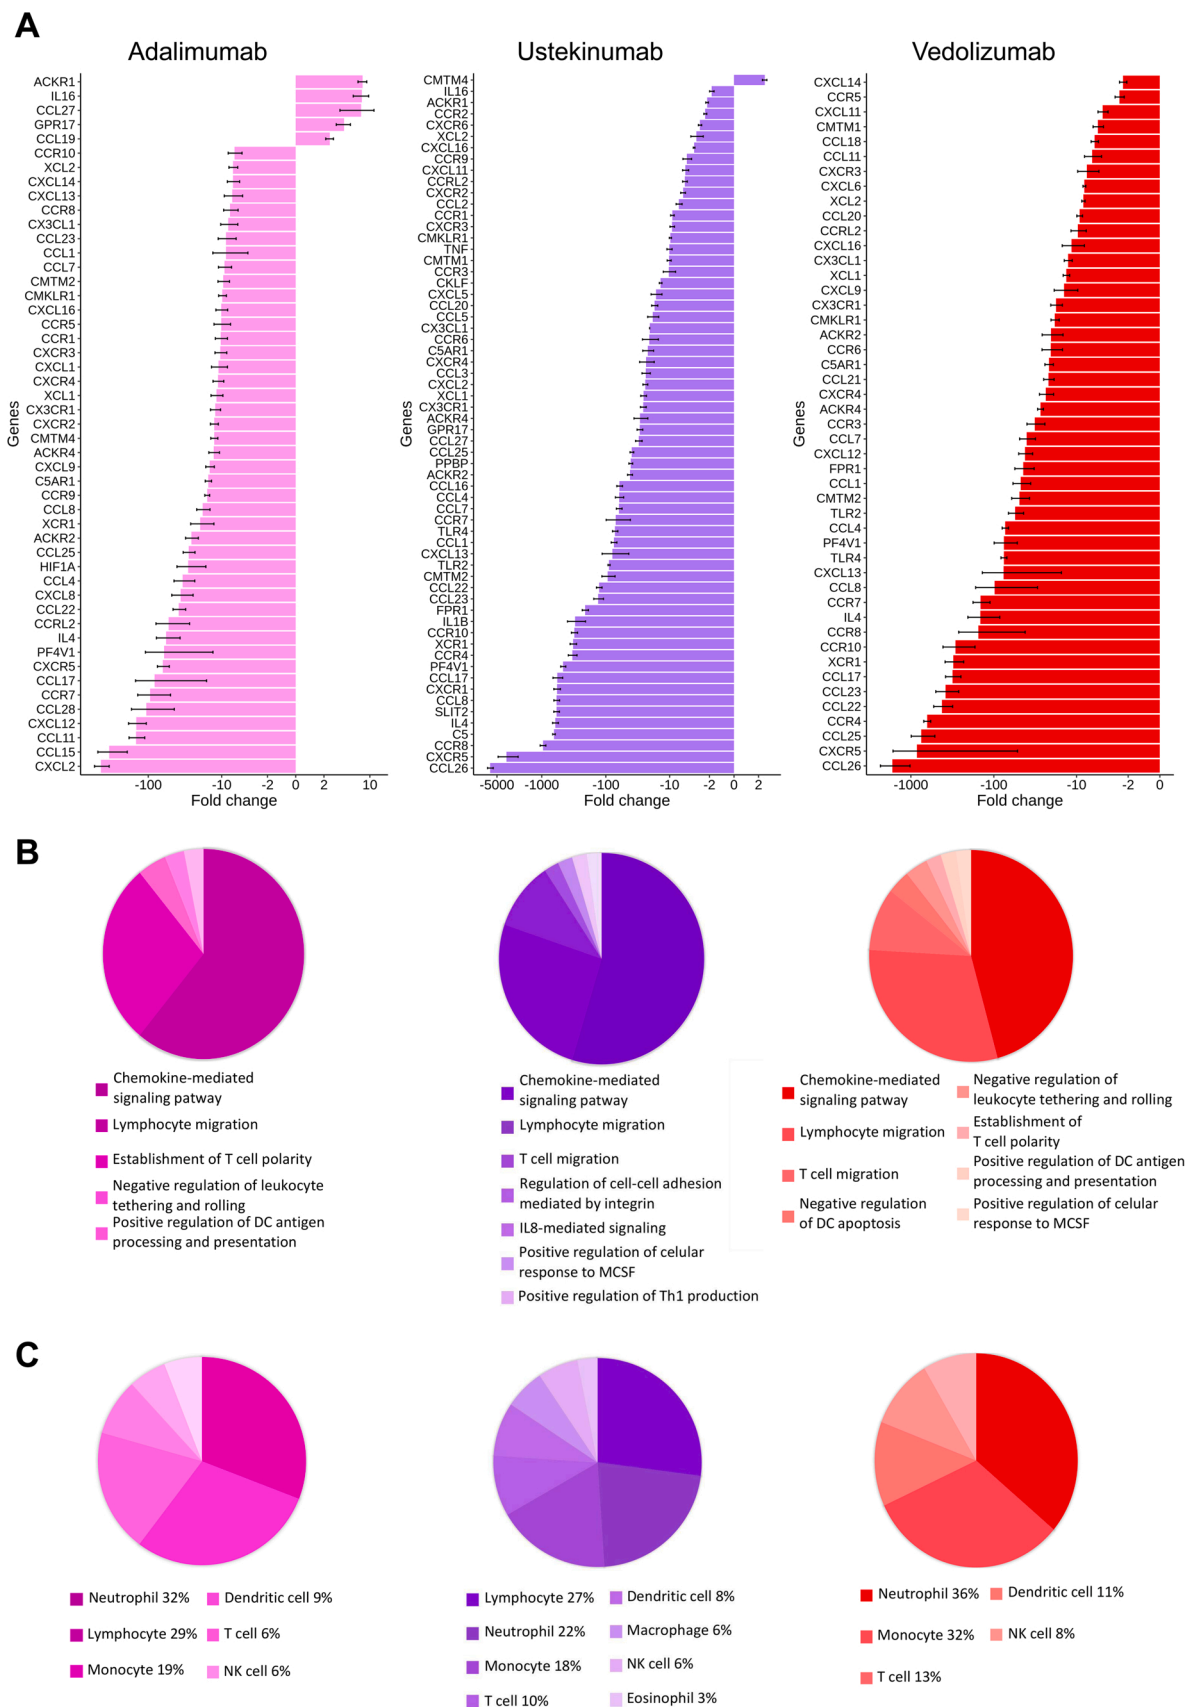 A
Adalimumab
Genes
ACKR1
IL16
CCL27
GPR17
CCL19
CCR10
XCL2
CXCL14
CXCL13
CCR8
CX3CL1
CCL23
CCL1
CCL7
CMTM2
CMKLR1
CXCL16
CCR5
CCR1
CXCR3
CXCL1
CXCR4
XCL1
CX3CR1
CXCR2
CMTM4
ACKR4
CXCL9
C5AR1
CCR9
CCL8
XCR1
ACKR2
CCL25
HIF1A
CCL4
CXCL8
CCL22
CCRL2
IL4
PF4V1
CXCR5
CCL17
CCR7
CCL28
CXCL12
CCL11
CCL15
CXCL2
-100 -10 -2 0 2 10
Fold change
Ustekinumab
Genes
CMTM4
IL16
ACKR1
CCR2
CXCR6
XCL2
CXCL16
CCR9
CXCL11
CCRL2
CXCR2
CCL2
CCR1
CXCR3
CMKLR1
TNF
CMTM1
CCR3
CKLF
CXCL5
CCL20
CCL5
CX3CL1
CCR6
C5AR1
CXCR4
CCL3
CXCL2
XCL1
CX3CR1
ACKR4
GPR17
CCL27
CCL25
PPBP
ACKR2
CCL16
CCL4
CCL7
CCR7
TLR4
CCL1
CXCL13
TLR2
CMTM2
CCL22
CCL23
FPR1
IL1B
CCR10
XCR1
CCR4
PF4V1
CCL17
CXCR1
CCL8
SLIT2
IL4
C5
CCR8
CXCR5
CCL26
-5000 -1000 -100 -10 -2 0 2
Fold change
Vedolizumab
Genes
CXCL14
CCR5
CXCL11
CMTM1
CCL18
CCL11
CXCR3
CXCL6
XCL2
CCL20
CCRL2
CXCL16
CX3CL1
XCL1
CXCL9
CX3CR1
CMKLR1
ACKR2
CCR6
C5AR1
CCL21
CXCR4
ACKR4
CCR3
CCL7
CXCL12
FPR1
CCL1
CMTM2
TLR2
CCL4
PF4V1
TLR4
CXCL13
CCL8
CCR7
IL4
CCR8
CCR10
XCR1
CCL17
CCL23
CCL22
CCR4
CCL25
CXCR5
CCL26
-1000 -100 -10 -2 0
Fold change
B
Chemokine-mediated
signaling patway
Lymphocyte migration
Establishment of T cell polarity
Negative regulation of leukocyte
tethering and rolling
Positive regulation of DC antigen
processing and presentation
Chemokine-mediated
signaling patway
Lymphocyte migration
T cell migration
Regulation of cell-cell adhesion
mediated by integrin
IL8-mediated signaling
Positive regulation of celular
response to MCSF
Positive regulation of Th1 production
Chemokine-mediated
signaling patway
Lymphocyte migration
T cell migration
Negative regulation
of DC apoptosis
Negative regulation of
leukocyte tethering and rolling
Establishment of
T cell polarity
Positive regulation of DC antigen
processing and presentation
Positive regulation of celular
response to MCSF
C
Neutrophil 32%
Lymphocyte 29%
Monocyte 19%
Dendritic cell 9%
T cell 6%
NK cell 6%
Lymphocyte 27%
Neutrophil 22%
Monocyte 18%
T cell 10%
Dendritic cell 8%
Macrophage 6%
NK cell 6%
Eosinophil 3%
Neutrophil 36%
Monocyte 32%
T cell 13%
Dendritic cell 11%
NK cell 8%